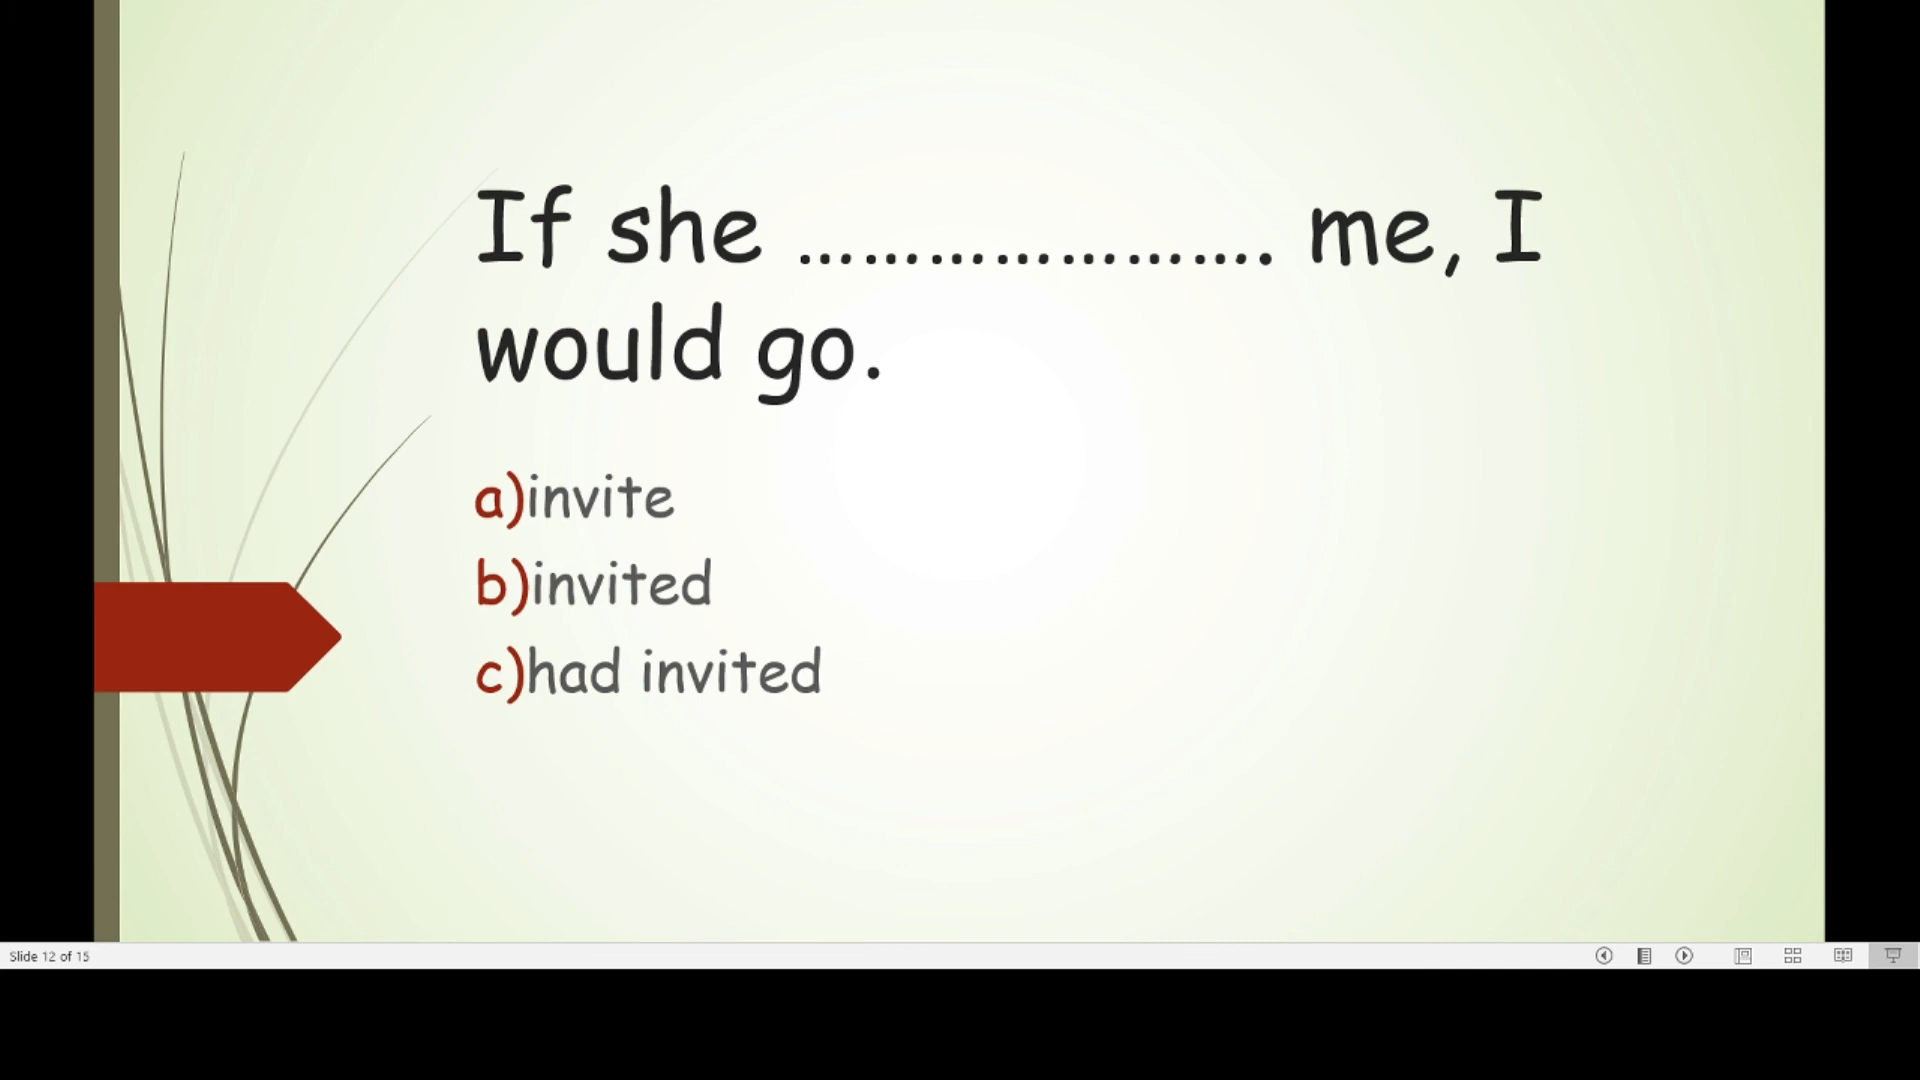 If she ...................... me, I
would go.
a)invite
b)invited
c)had invited
Slide 12 of 15